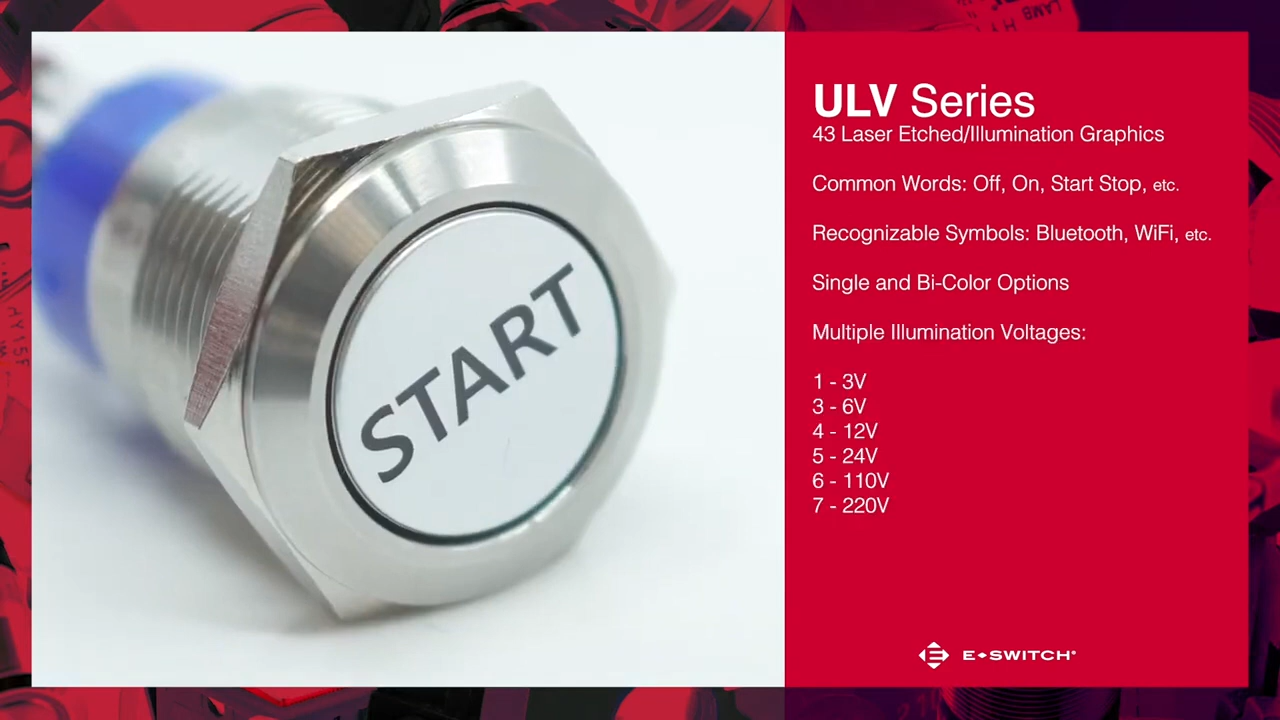 START
ULV Series
43 Laser Etched/Illumination Graphics
Common Words: Off, On, Start Stop, etc.
Recognizable Symbols: Bluetooth, WiFi, etc.
Single and Bi-Color Options
Multiple Illumination Voltages:
1 - 3V
3 - 6V
4 - 12V
5 - 24V
6 - 110V
7 - 220V
E•SWITCH®
LAMB
HY15F